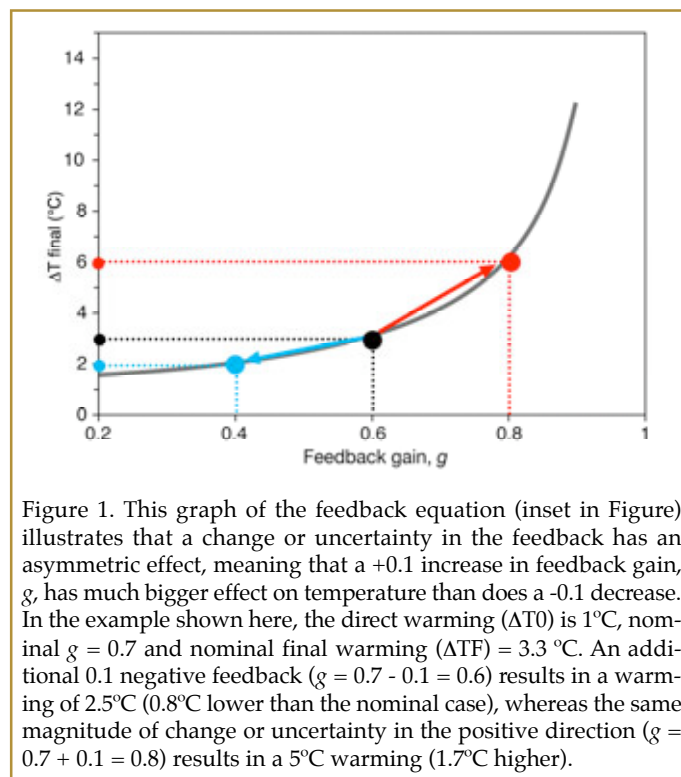 14
12
10
8
6
4
2
0
ΔT final (°C)
0.2
0.4
0.6
0.8
1
Feedback gain, g
Figure 1. This graph of the feedback equation (inset in Figure)
illustrates that a change or uncertainty in the feedback has an
asymmetric effect, meaning that a +0.1 increase in feedback gain,
g, has much bigger effect on temperature than does a -0.1 decrease.
In the example shown here, the direct warming (ΔT0) is 1ºC, nom-
inal g = 0.7 and nominal final warming (ΔTF) = 3.3 ºC. An addi-
tional 0.1 negative feedback (g = 0.7 - 0.1 = 0.6) results in a warm-
ing of 2.5ºC (0.8ºC lower than the nominal case), whereas the same
magnitude of change or uncertainty in the positive direction (g =
0.7 + 0.1 = 0.8) results in a 5ºC warming (1.7ºC higher).